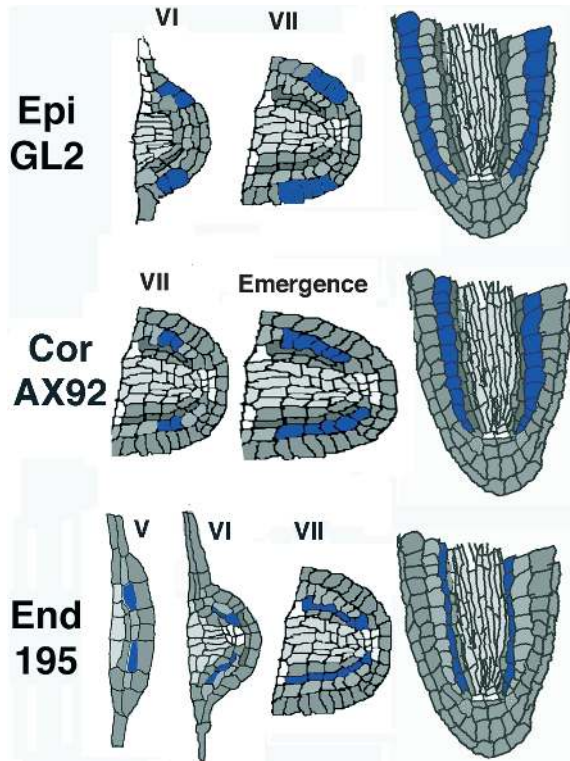 VI
VII
Epi
GL2
VII
Emergence
Cor
AX92
V
VI
VII
End
195